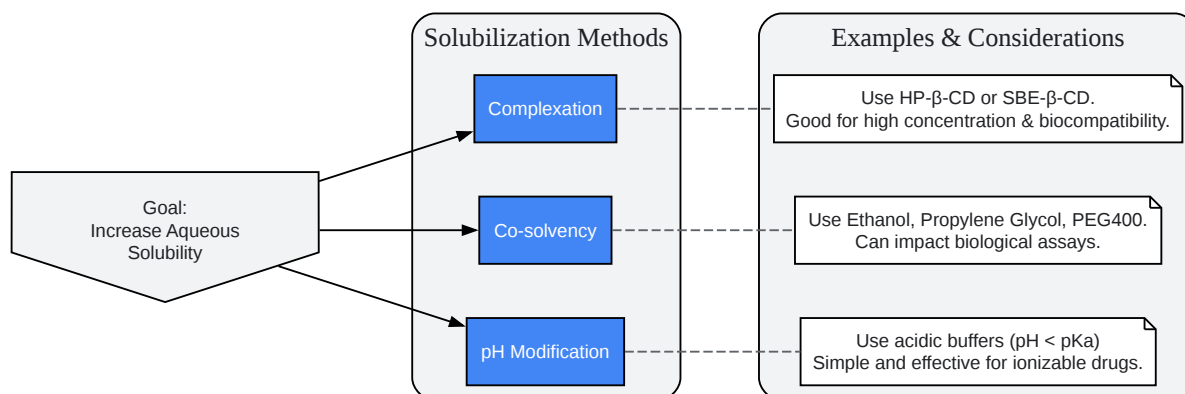 Solubilization Methods
Examples & Considerations
Complexation
Use HP-β-CD or SBE-β-CD.
Good for high concentration & biocompatibility.
Goal:
Increase Aqueous
Solubility
Co-solvency
Use Ethanol, Propylene Glycol, PEG400.
Can impact biological assays.
pH Modification
Use acidic buffers (pH < pKa)
Simple and effective for ionizable drugs.